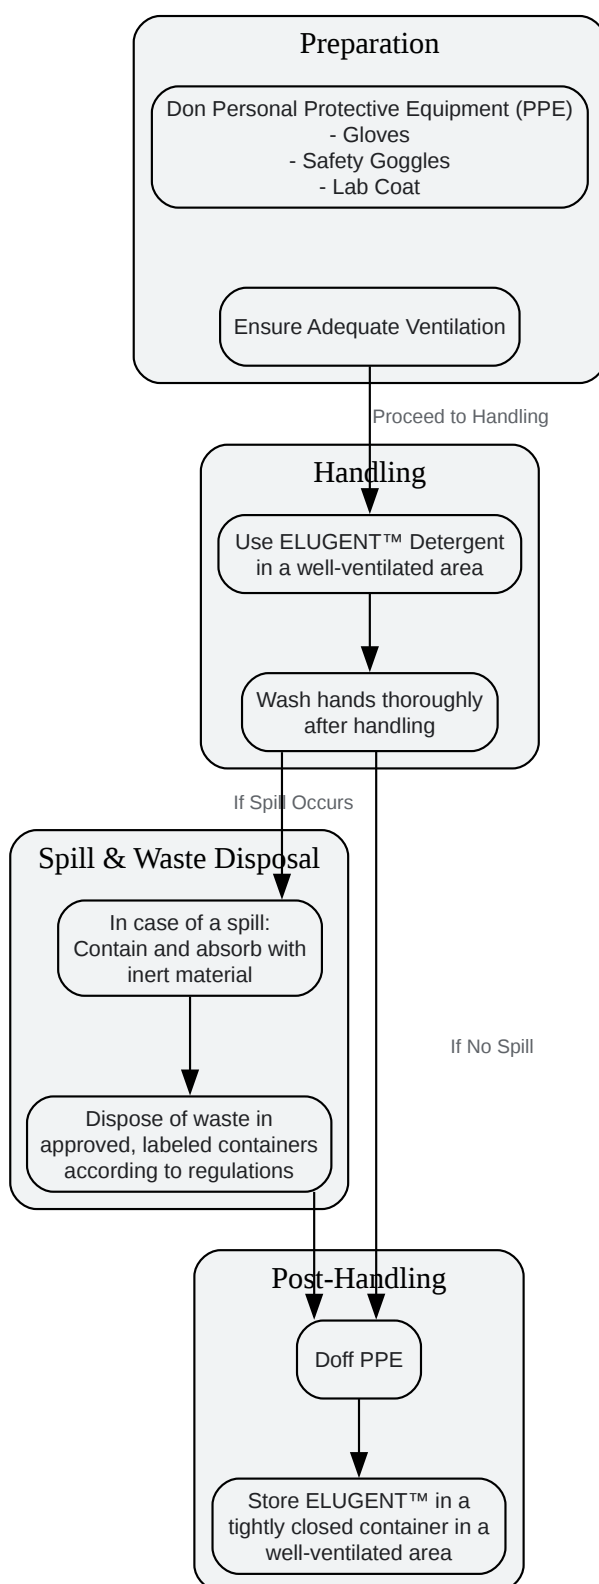 Preparation
Don Personal Protective Equipment (PPE)
- Gloves
- Safety Goggles
- Lab Coat
Ensure Adequate Ventilation
Proceed to Handling
Handling
Use ELUGENT™ Detergent
in a well-ventilated area
Wash hands thoroughly
after handling
If Spill Occurs
Spill & Waste Disposal
In case of a spill:
Contain and absorb with
inert material
If No Spill
Dispose of waste in
approved, labeled containers
according to regulations
Post-Handling
Doff PPE
Store ELUGENT™ in a
tightly closed container in a
well-ventilated area